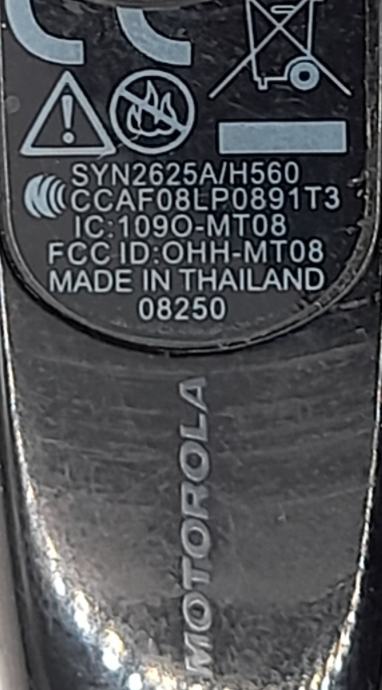 SYN2625A/H560
CCAF08LP0891T3
IC:109O-MT08
FCC ID:OHH-MT08
MADE IN THAILAND
08250
MOTOROLA